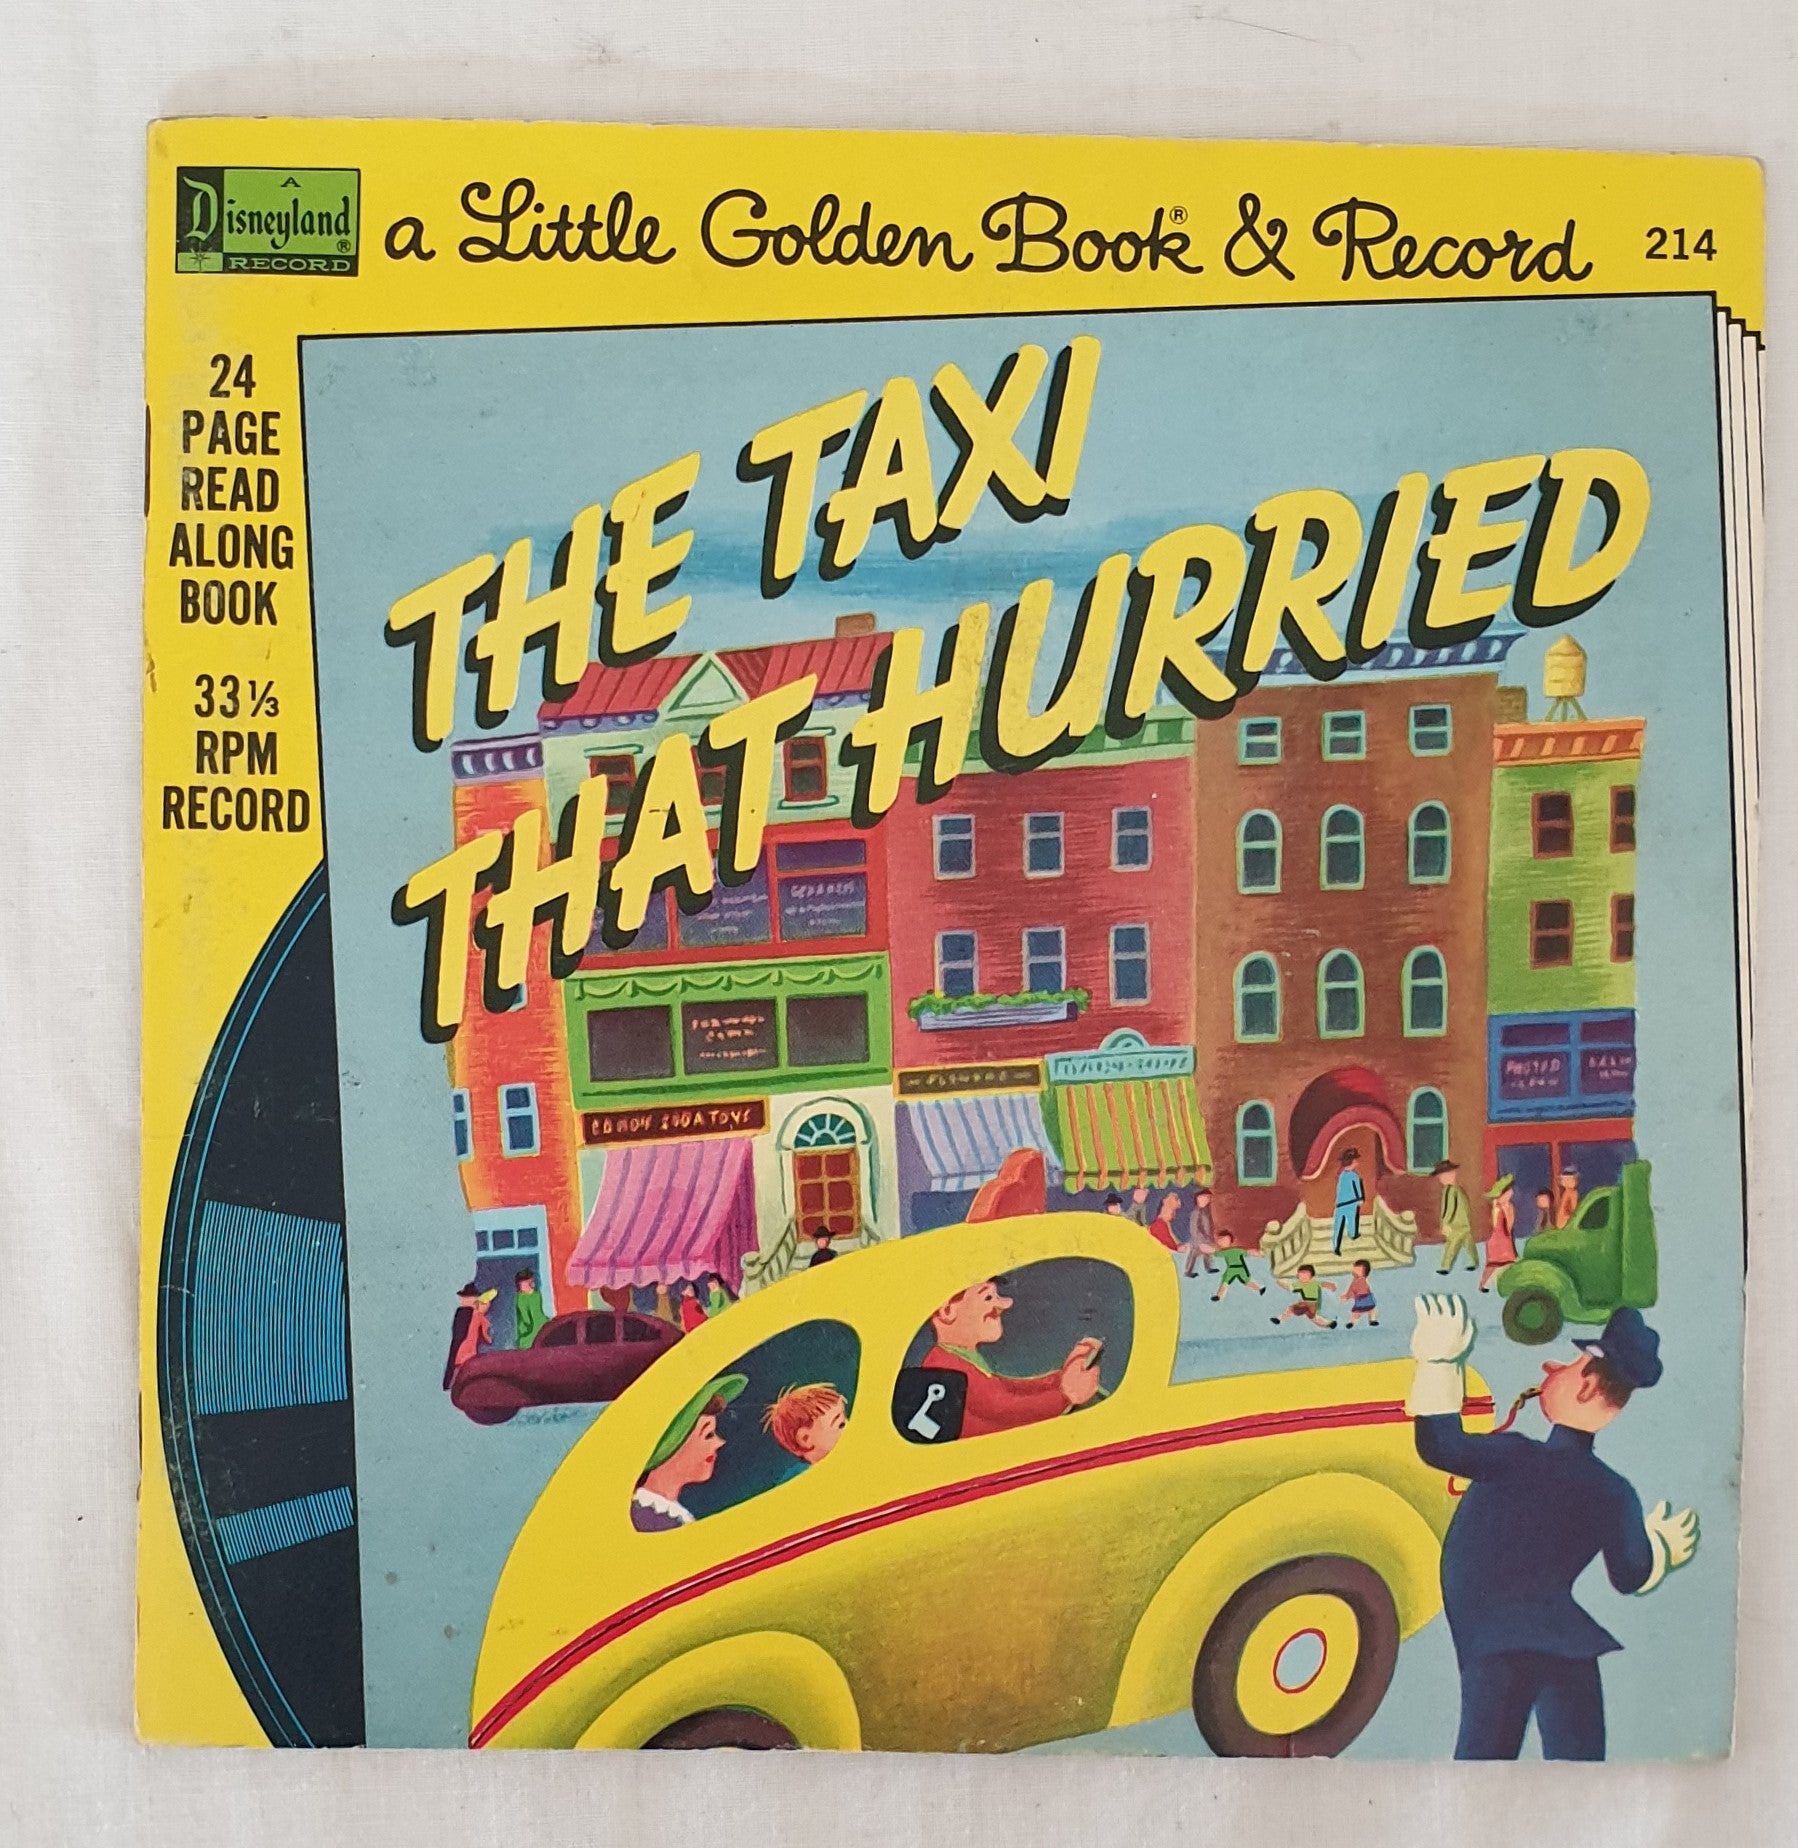 A
Disneyland®
RECORD
a Little Golden Book® & Record
214
24
PAGE
READ
ALONG
BOOK
33⅓
RPM
RECORD
THE TAXI
THAT HURRIED
CANDY SODA TOYS